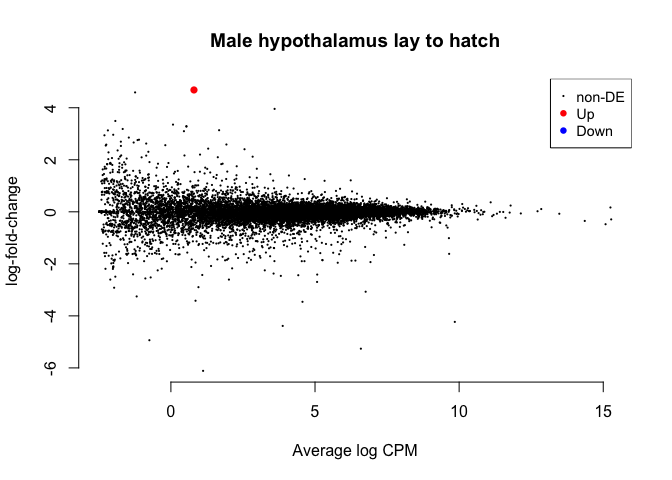 Male hypothalamus lay to hatch
non-DE
Up
Down
log-fold-change
4
2
0
-2
-4
-6
0 5 10 15
Average log CPM